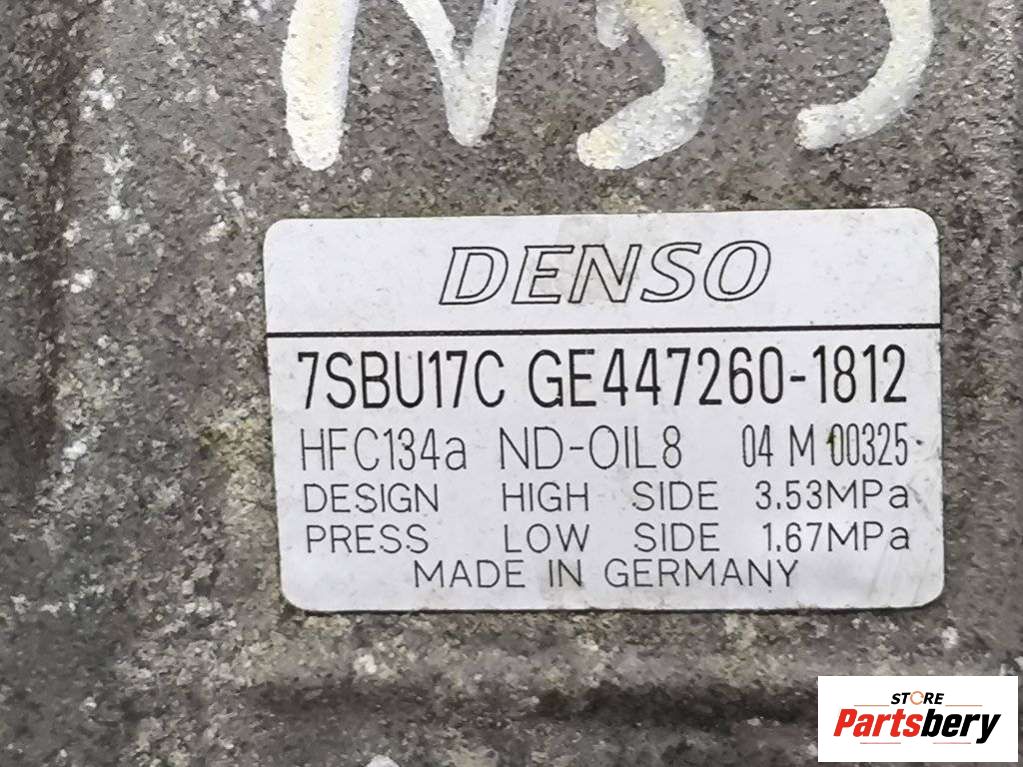 N55
DENSO
7SBU17C GE447260-1812
HFC134a ND-OIL8 04 M 00325
DESIGN HIGH SIDE 3.53MPa
PRESS LOW SIDE 1.67MPa
MADE IN GERMANY
STORE
Partsbery